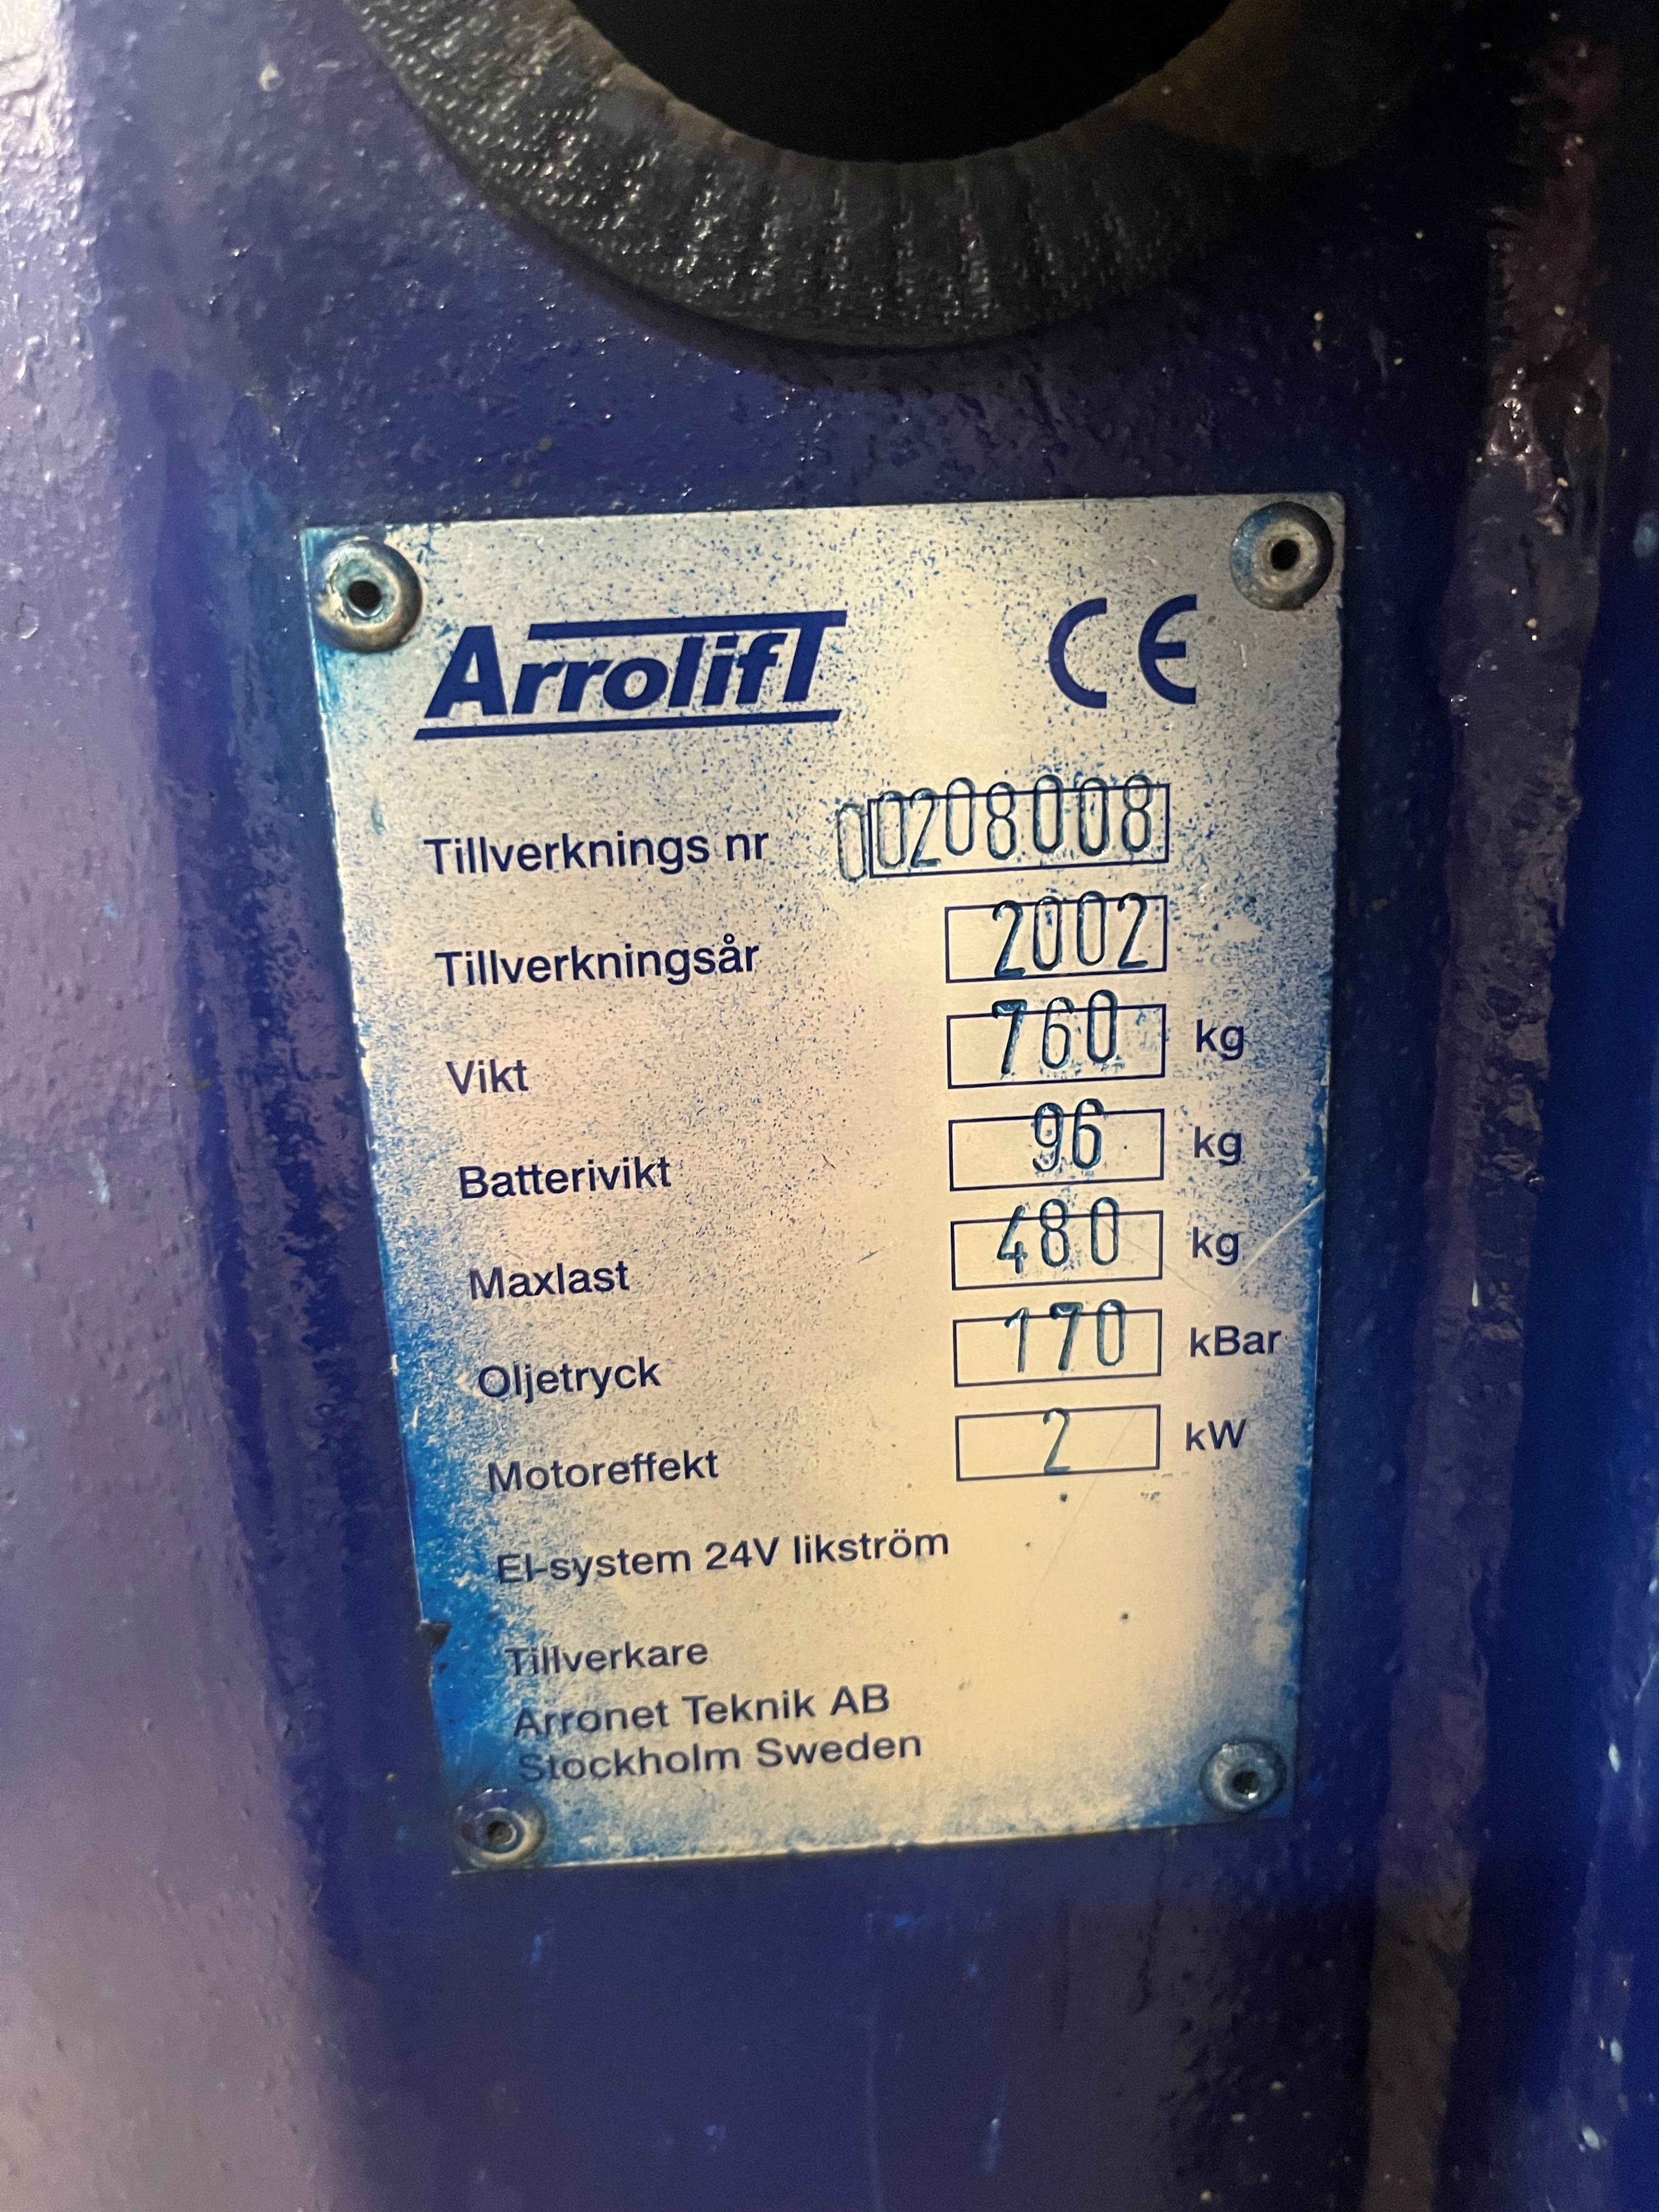 ArrolifT CE
Tillverknings nr 00208008
Tillverkningsår 2002
Vikt 760 kg
Batterivikt 96 kg
Maxlast 480 kg
Oljetryck 170 kBar
Motoreffekt 2 kW
El-system 24V likström
Tillverkare
Arronet Teknik AB
Stockholm Sweden